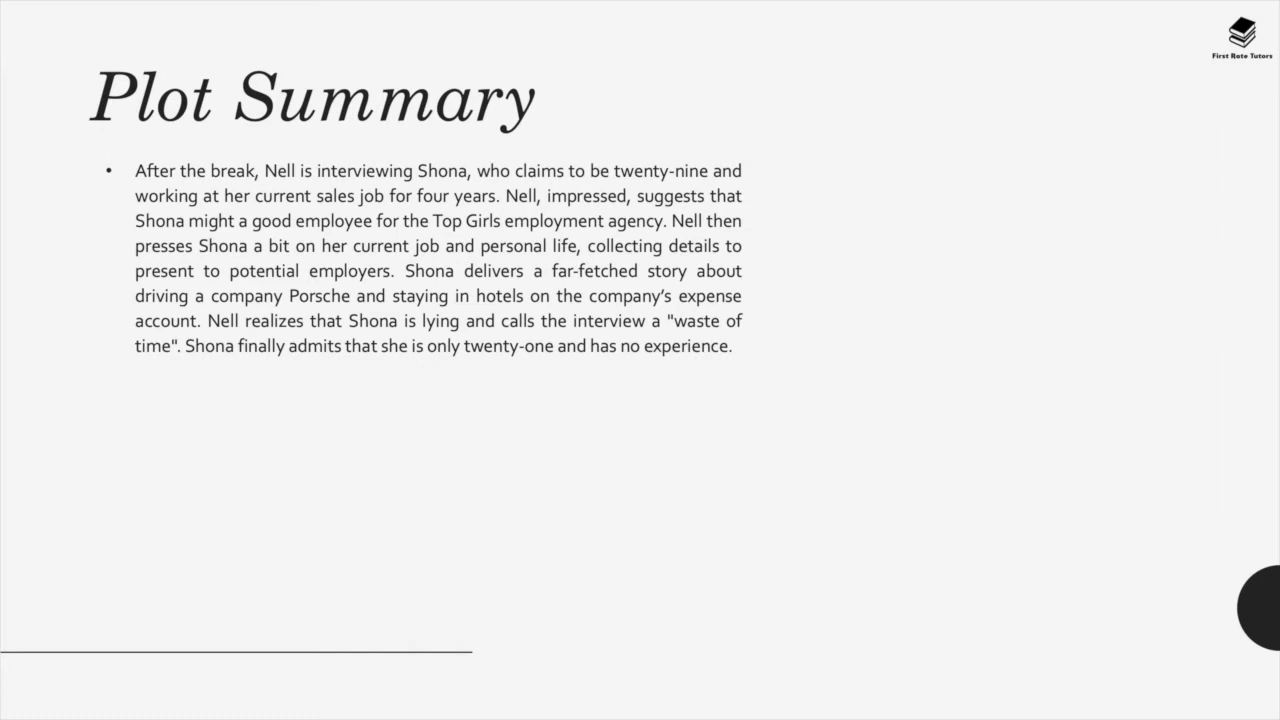 First Rate Tutors
Plot Summary
• After the break, Nell is interviewing Shona, who claims to be twenty-nine and
working at her current sales job for four years. Nell, impressed, suggests that
Shona might a good employee for the Top Girls employment agency. Nell then
presses Shona a bit on her current job and personal life, collecting details to
present to potential employers. Shona delivers a far-fetched story about
driving a company Porsche and staying in hotels on the company’s expense
account. Nell realizes that Shona is lying and calls the interview a "waste of
time". Shona finally admits that she is only twenty-one and has no experience.